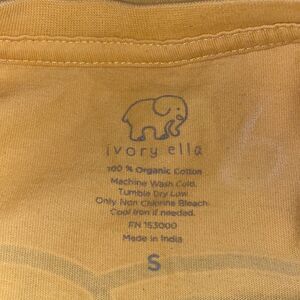 ivory ella
100 % Organic Cotton
Machine Wash Cold.
Tumble Dry Low.
Only Non Chlorine Bleach.
Cool Iron if needed.
RN 153000
Made in India
S